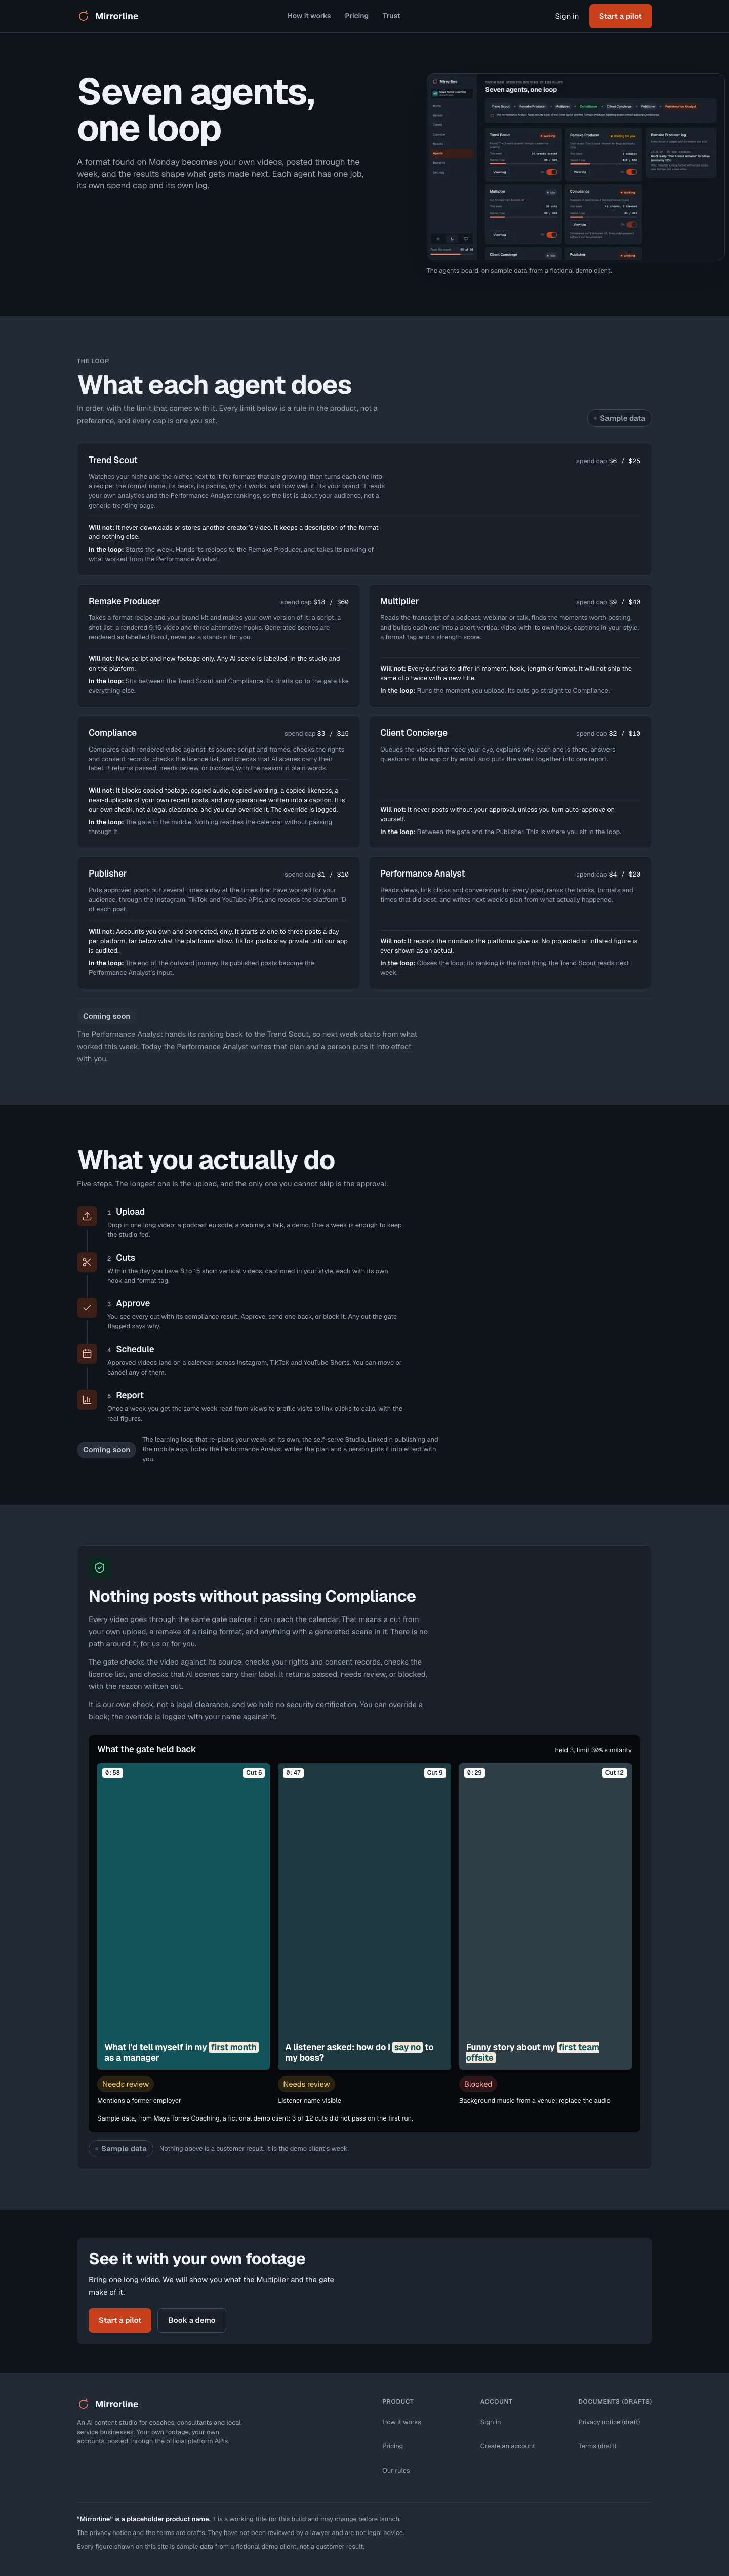 Mirrorline
How it works
Pricing
Trust
Sign in
Start a pilot
Seven agents,
one loop
A format found on Monday becomes your own videos, posted through the
week, and the results shape what gets made next. Each agent has one job,
its own spend cap and its own log.
Mirrorline
Seven agents, one loop
Trend Scout
Remake Producer
Multiplier
Compliance
Client Concierge
Publisher
Performance Analyst
Trend Scout
Working
View log
Remake Producer
Waiting for you
View log
Remake Producer log
Multiplier
View log
Compliance
Working
View log
Client Concierge
Publisher
Working
The agents board, on sample data from a fictional demo client.
THE LOOP
What each agent does
In order, with the limit that comes with it. Every limit below is a rule in the product, not a
preference, and every cap is one you set.
Sample data
Trend Scout
spend cap $6 / $25
Watches your niche and the niches next to it for formats that are growing, then turns each one into
a recipe: the format name, its beats, its pacing, why it works, and how well it fits your brand. It reads
your own analytics and the Performance Analyst rankings, so the list is about your audience, not a
generic trending page.
Will not: It never downloads or stores another creator's video. It keeps a description of the format
and nothing else.
In the loop: Starts the week. Hands its recipes to the Remake Producer, and takes its ranking of
what worked from the Performance Analyst.
Remake Producer
spend cap $18 / $60
Takes a format recipe and your brand kit and makes your own version of it: a script, a
shot list, a rendered 9:16 video and three alternative hooks. Generated scenes are
rendered as labelled B-roll, never as a stand-in for you.
Will not: New script and new footage only. Any AI scene is labelled, in the studio and
on the platform.
In the loop: Sits between the Trend Scout and Compliance. Its drafts go to the gate like
everything else.
Multiplier
spend cap $9 / $40
Reads the transcript of a podcast, webinar or talk, finds the moments worth posting,
and builds each one into a short vertical video with its own hook, captions in your style,
a format tag and a strength score.
Will not: Every cut has to differ in moment, hook, length or format. It will not ship the
same clip twice with a new title.
In the loop: Runs the moment you upload. Its cuts go straight to Compliance.
Compliance
spend cap $3 / $15
Compares each rendered video against its source script and frames, checks the rights
and consent records, checks the licence list, and checks that AI scenes carry their
label. It returns passed, needs review, or blocked, with the reason in plain words.
Will not: It blocks copied footage, copied audio, copied wording, a copied likeness, a
near-duplicate of your own recent posts, and any guarantee written into a caption. It is
our own check, not a legal clearance, and you can override it. The override is logged.
In the loop: The gate in the middle. Nothing reaches the calendar without passing
through it.
Client Concierge
spend cap $2 / $10
Queues the videos that need your eye, explains why each one is there, answers
questions in the app or by email, and puts the week together into one report.
Will not: It never posts without your approval, unless you turn auto-approve on
yourself.
In the loop: Between the gate and the Publisher. This is where you sit in the loop.
Publisher
spend cap $1 / $10
Puts approved posts out several times a day at the times that have worked for your
audience, through the Instagram, TikTok and YouTube APIs, and records the platform ID
of each post.
Will not: Accounts you own and connected, only. It starts at one to three posts a day
per platform, far below what the platforms allow. TikTok posts stay private until our app
is audited.
In the loop: The end of the outward journey. Its published posts become the
Performance Analyst's input.
Performance Analyst
spend cap $4 / $20
Reads views, link clicks and conversions for every post, ranks the hooks, formats and
times that did best, and writes next week's plan from what actually happened.
Will not: It reports the numbers the platforms give us. No projected or inflated figure is
ever shown as an actual.
In the loop: Closes the loop: its ranking is the first thing the Trend Scout reads next
week.
Coming soon
The Performance Analyst hands its ranking back to the Trend Scout, so next week starts from what
worked this week. Today the Performance Analyst writes that plan and a person puts it into effect
with you.
What you actually do
Five steps. The longest one is the upload, and the only one you cannot skip is the approval.
1 Upload
Drop in one long video: a podcast episode, a webinar, a talk, a demo. One a week is enough to keep
the studio fed.
2 Cuts
Within the day you have 8 to 15 short vertical videos, captioned in your style, each with its own
hook and format tag.
3 Approve
You see every cut with its compliance result. Approve, send one back, or block it. Any cut the gate
flagged says why.
4 Schedule
Approved videos land on a calendar across Instagram, TikTok and YouTube Shorts. You can move or
cancel any of them.
5 Report
Once a week you get the same week read from views to profile visits to link clicks to calls, with the
real figures.
Coming soon
The learning loop that re-plans your week on its own, the self-serve Studio, LinkedIn publishing and
the mobile app. Today the Performance Analyst writes the plan and a person puts it into effect with
you.
Nothing posts without passing Compliance
Every video goes through the same gate before it can reach the calendar. That means a cut from
your own upload, a remake of a rising format, and anything with a generated scene in it. There is no
path around it, for us or for you.
The gate checks the video against its source, checks your rights and consent records, checks the
licence list, and checks that AI scenes carry their label. It returns passed, needs review, or blocked,
with the reason written out.
It is our own check, not a legal clearance, and we hold no security certification. You can override a
block; the override is logged with your name against it.
What the gate held back
held 3, limit 30% similarity
0:58
Cut 6
What I'd tell myself in my first month
as a manager
Needs review
Mentions a former employer
0:47
Cut 9
A listener asked: how do I say no to
my boss?
Needs review
Listener name visible
0:29
Cut 12
Funny story about my first team
offsite
Blocked
Background music from a venue; replace the audio
Sample data, from Maya Torres Coaching, a fictional demo client: 3 of 12 cuts did not pass on the first run.
Sample data
Nothing above is a customer result. It is the demo client's week.
See it with your own footage
Bring one long video. We will show you what the Multiplier and the gate
make of it.
Start a pilot
Book a demo
Mirrorline
An AI content studio for coaches, consultants and local
service businesses. Your own footage, your own
accounts, posted through the official platform APIs.
PRODUCT
How it works
Pricing
Our rules
ACCOUNT
Sign in
Create an account
DOCUMENTS (DRAFTS)
Privacy notice (draft)
Terms (draft)
"Mirrorline" is a placeholder product name. It is a working title for this build and may change before launch.
The privacy notice and the terms are drafts. They have not been reviewed by a lawyer and are not legal advice.
Every figure shown on this site is sample data from a fictional demo client, not a customer result.